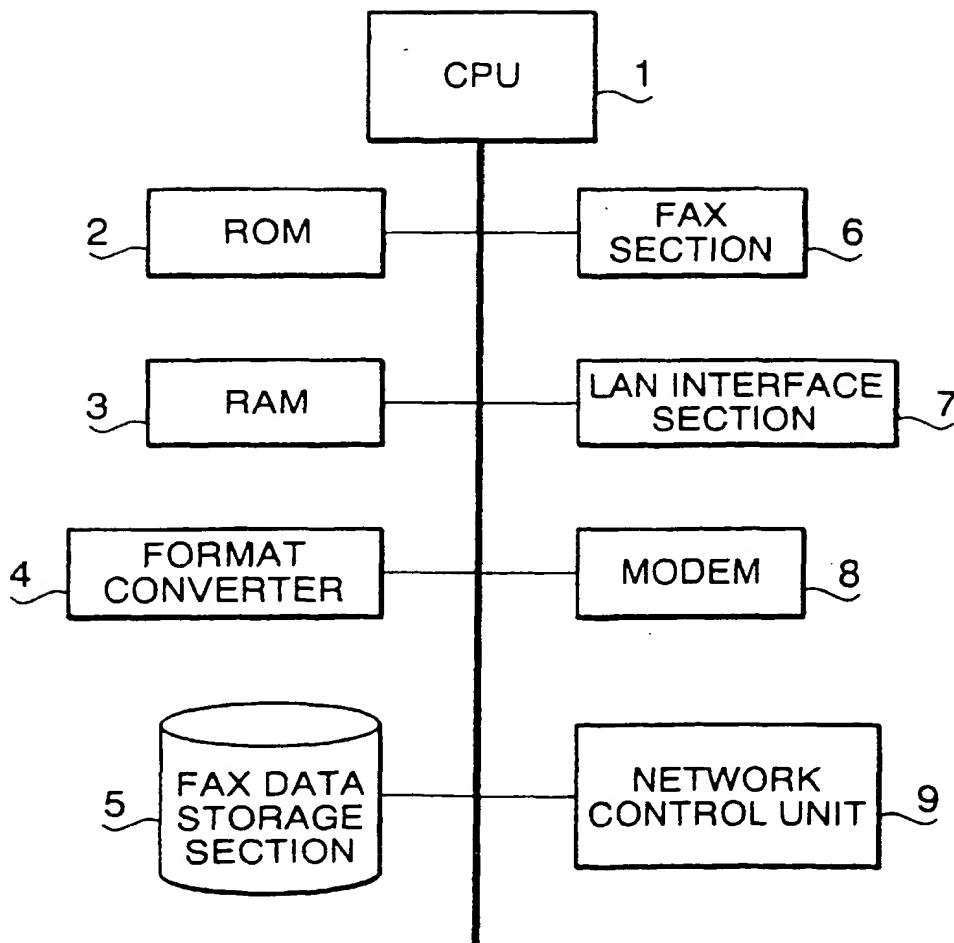 CPU
1
2
ROM
FAX
SECTION
6
3
RAM
LAN INTERFACE
SECTION
7
4
FORMAT
CONVERTER
MODEM
8
5
FAX DATA
STORAGE
SECTION
NETWORK
CONTROL UNIT
9